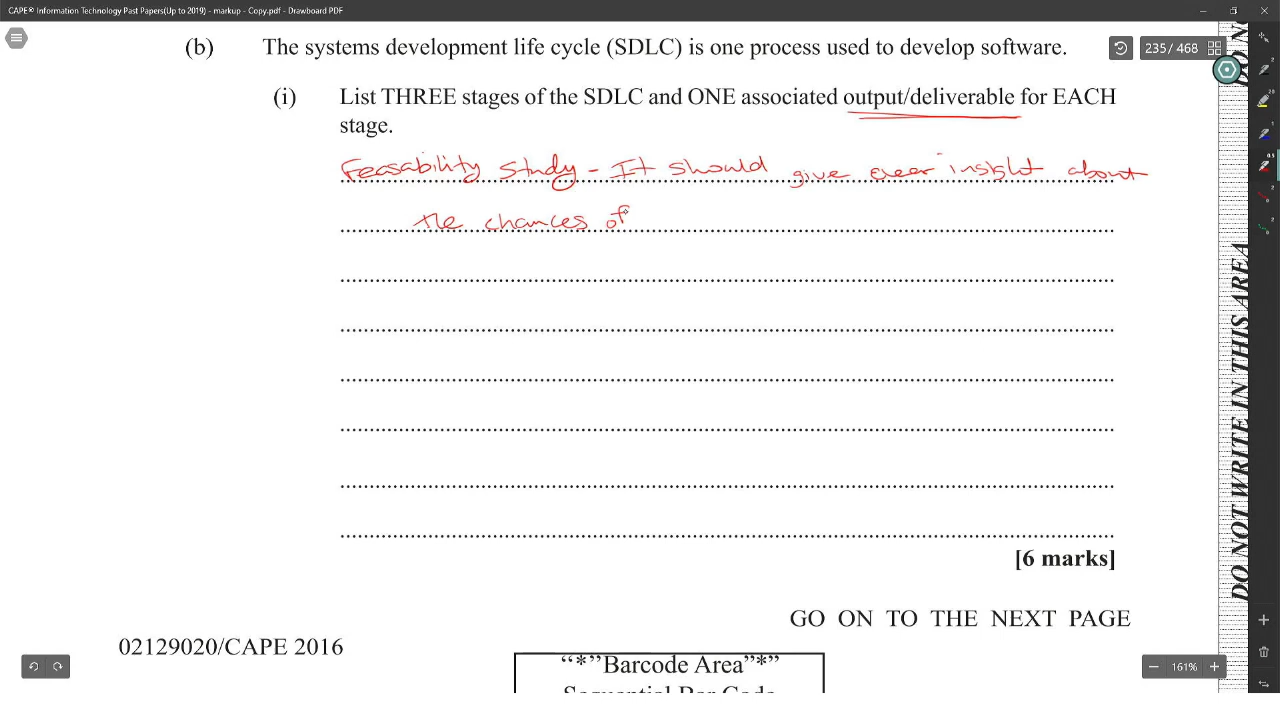 CAPE® Information Technology Past Papers(Up to 2019) - markup - Copy.pdf - Drawboard PDF
(b) The systems development life cycle (SDLC) is one process used to develop software.
235 / 468
(i) List THREE stages of the SDLC and ONE associated output/deliverable for EACH
stage.
Feasability Study - It should give clear insight about
the chances of
[6 marks]
GO ON TO THE NEXT PAGE
02129020/CAPE 2016
“*”Barcode Area”*”
Sequential Bar Code
161%
DO NOT WRITE IN THIS AREA